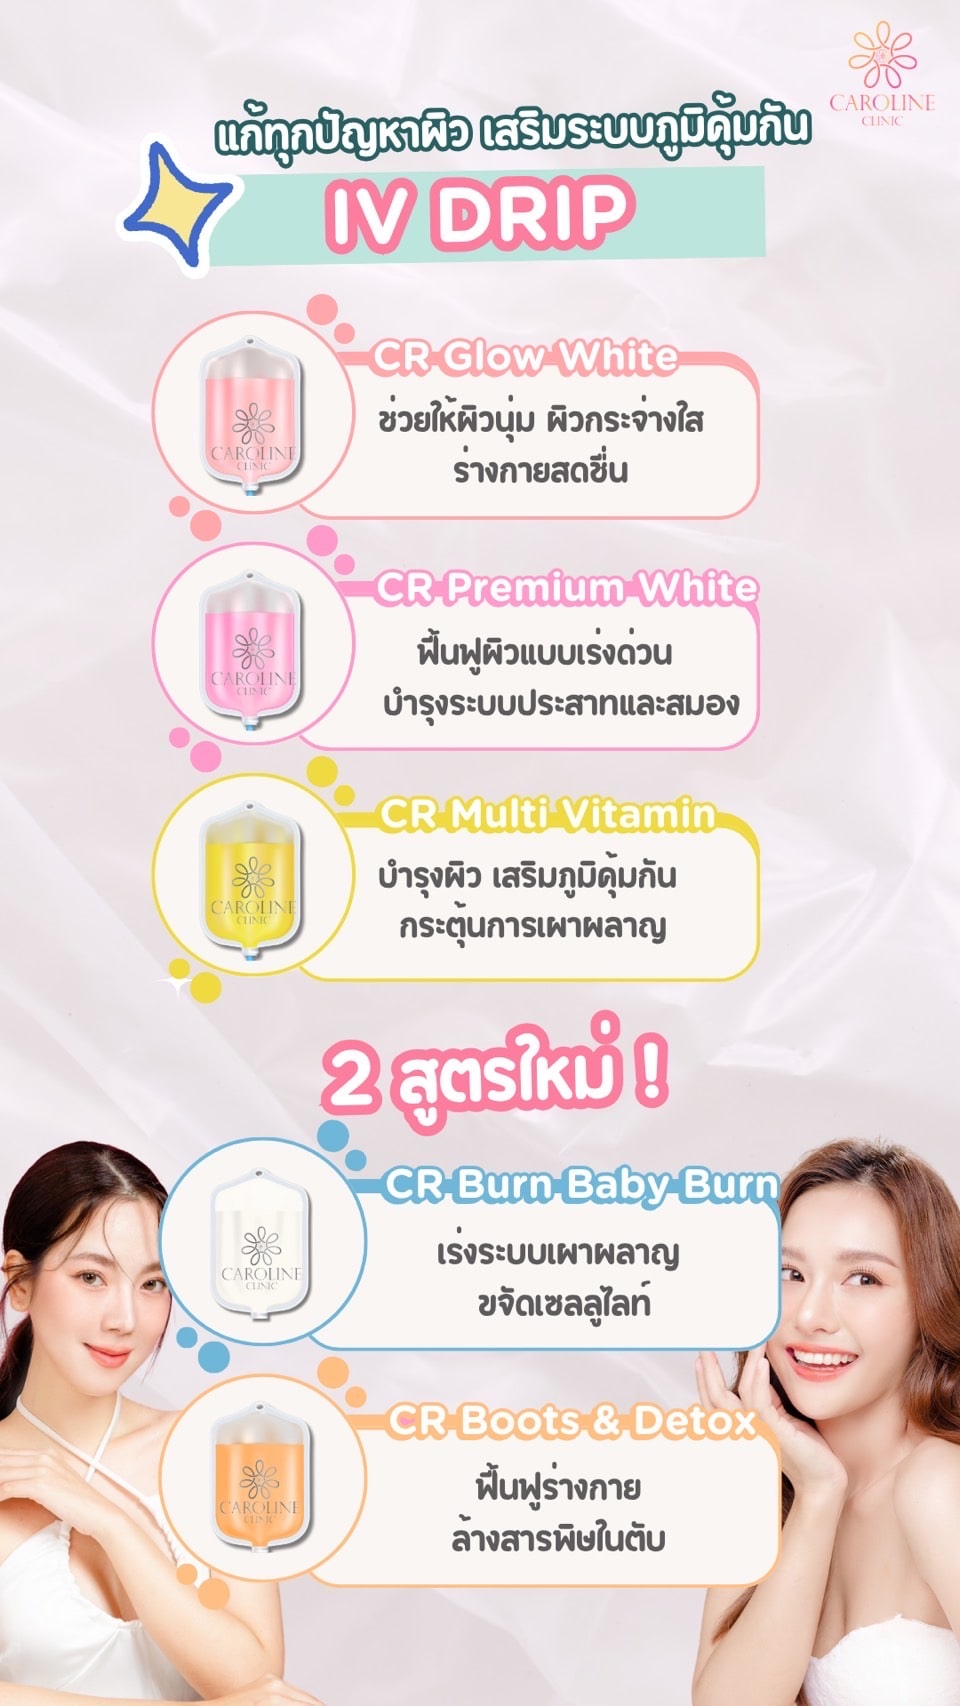 CAROLINE
CLINIC
แก้ทุกปัญหาผิว เสริมระบบภูมิคุ้มกัน
IV DRIP
CR Glow White
ช่วยให้ผิวนุ่ม ผิวกระจ่างใส
ร่างกายสดชื่น
CAROLINE
CLINIC
CR Premium White
ฟื้นฟูผิวแบบเร่งด่วน
บำรุงระบบประสาทและสมอง
CAROLINE
CLINIC
CR Multi Vitamin
บำรุงผิว เสริมภูมิคุ้มกัน
กระตุ้นการเผาผลาญ
CAROLINE
CLINIC
2 สูตรใหม่ !
CR Burn Baby Burn
เร่งระบบเผาผลาญ
ขจัดเซลลูไลท์
CAROLINE
CLINIC
CR Boots & Detox
ฟื้นฟูร่างกาย
ล้างสารพิษในตับ
CAROLINE
CLINIC